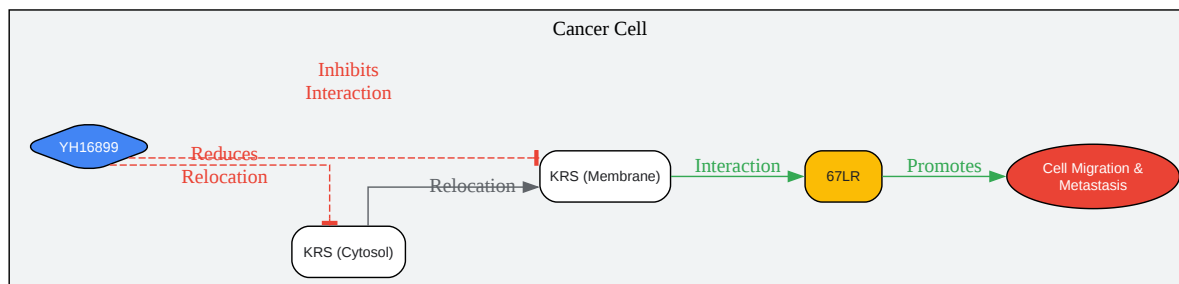 Cancer Cell
Inhibits
Interaction
YH16899
Reduces
Relocation
KRS (Membrane)
Interaction
67LR
Promotes
Cell Migration &
Metastasis
Relocation
KRS (Cytosol)